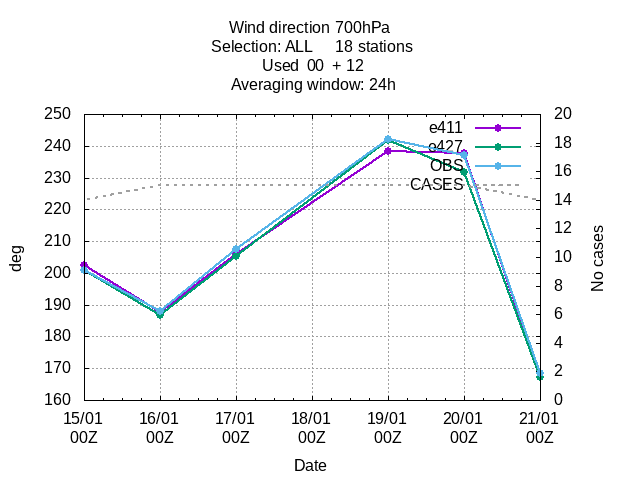 Wind direction 700hPa
Selection: ALL 18 stations
Used 00 + 12
Averaging window: 24h
250
240
230
220
210
200
190
180
170
160
deg
20
18
16
14
12
10
8
6
4
2
0
No cases
e411
e427
OBS
CASES
15/01 16/01 17/01 18/01 19/01 20/01 21/01
00Z 00Z 00Z 00Z 00Z 00Z 00Z
Date